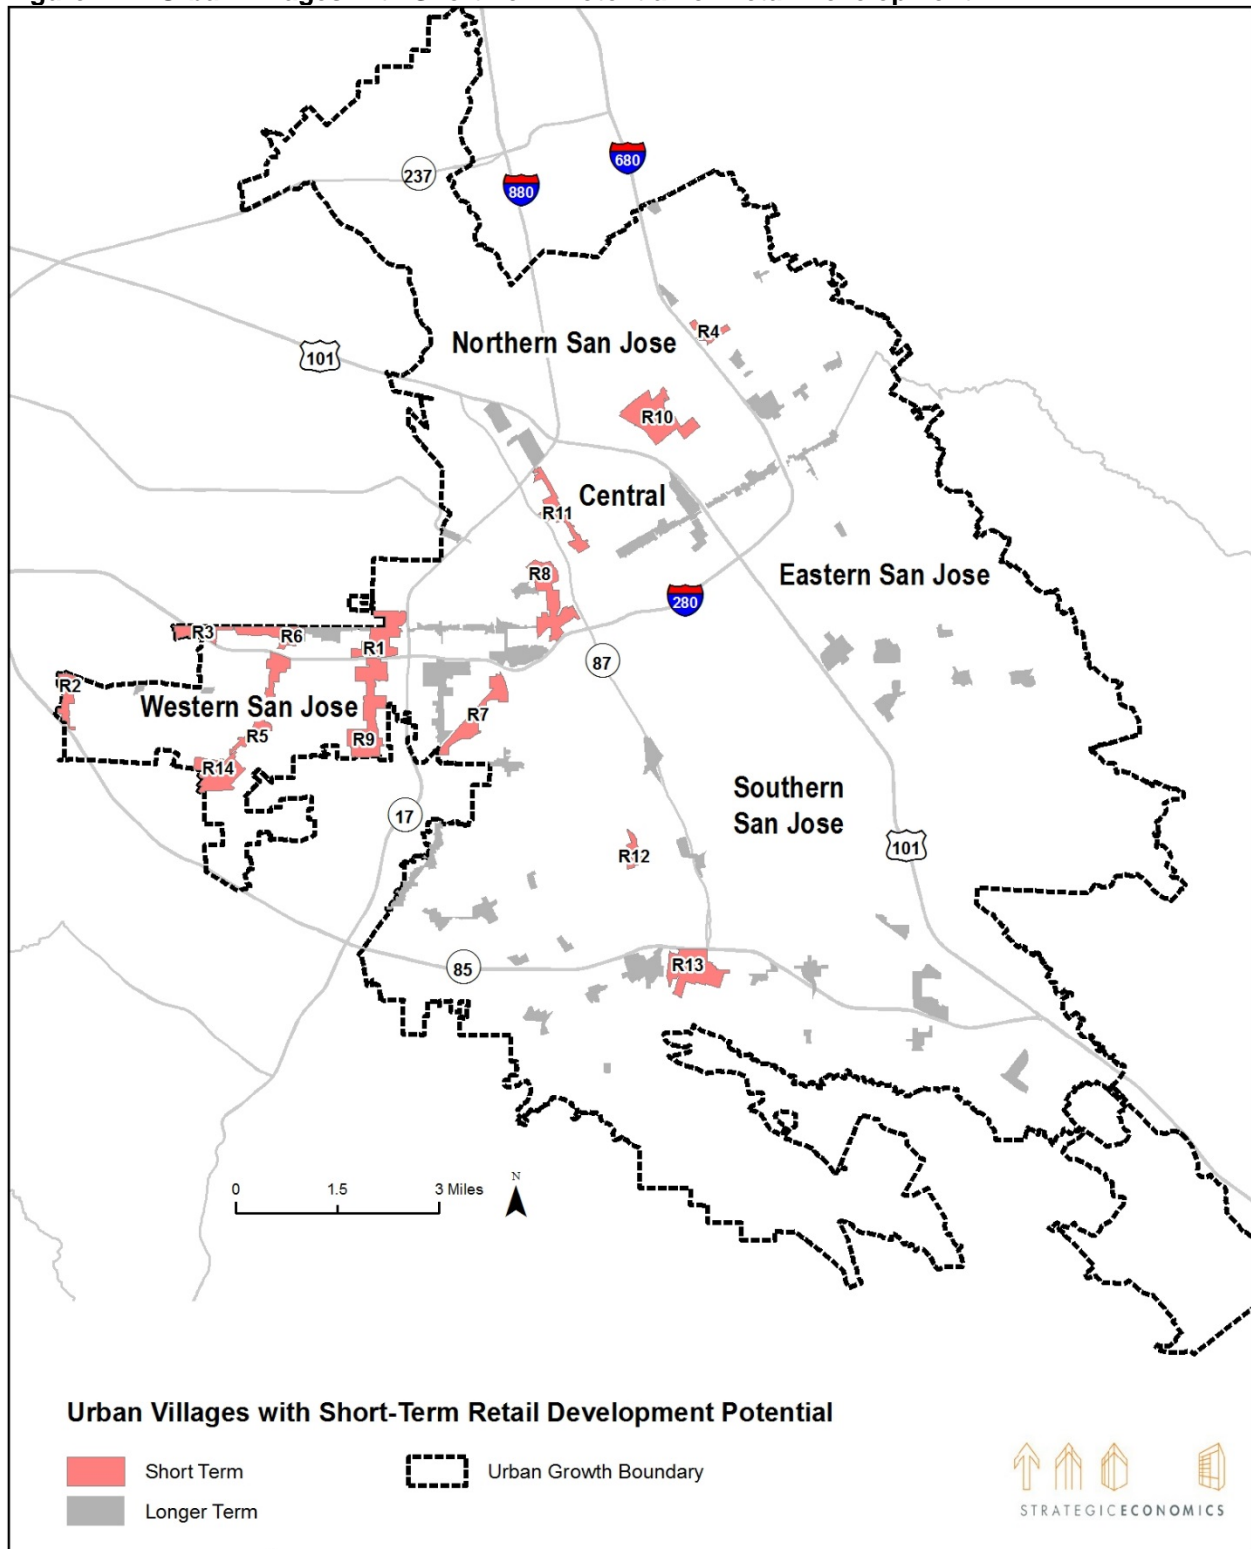 237
880
680
Northern San Jose
R4
101
R10
Central
R11
Eastern San Jose
R8
280
R3
R6
R1
87
R2
Western San Jose
R7
R5
R9
R14
Southern
San Jose
17
101
R12
85
R13
N
0 1.5 3 Miles
Urban Villages with Short-Term Retail Development Potential
Short Term
Urban Growth Boundary
Longer Term
STRATEGICECONOMICS